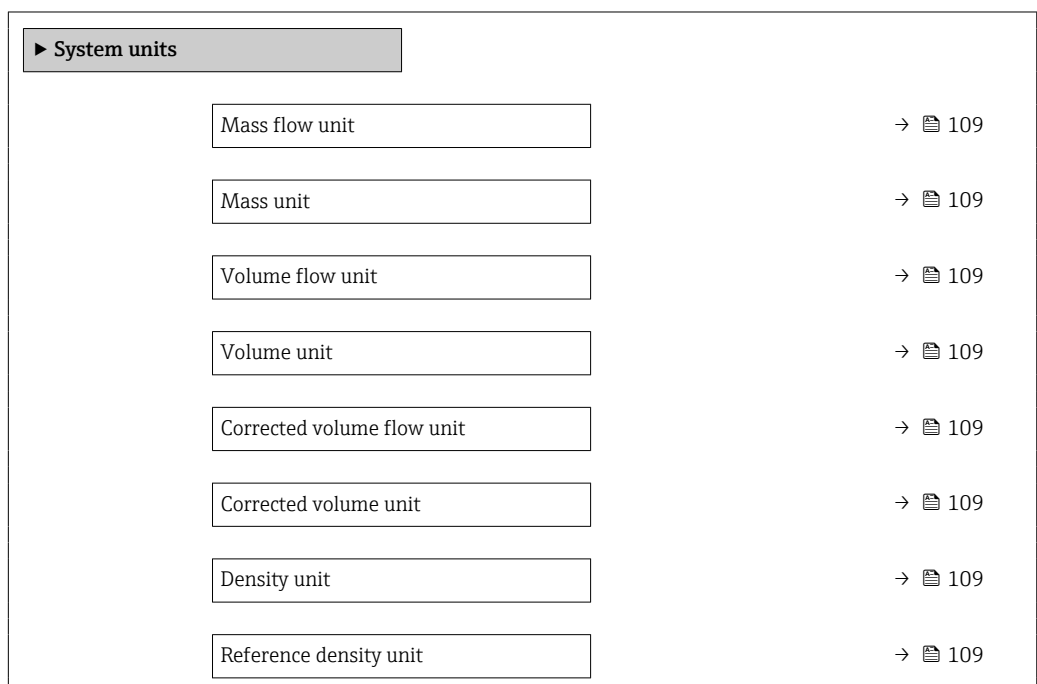 ▶ System units
Mass flow unit → 109
Mass unit → 109
Volume flow unit → 109
Volume unit → 109
Corrected volume flow unit → 109
Corrected volume unit → 109
Density unit → 109
Reference density unit → 109